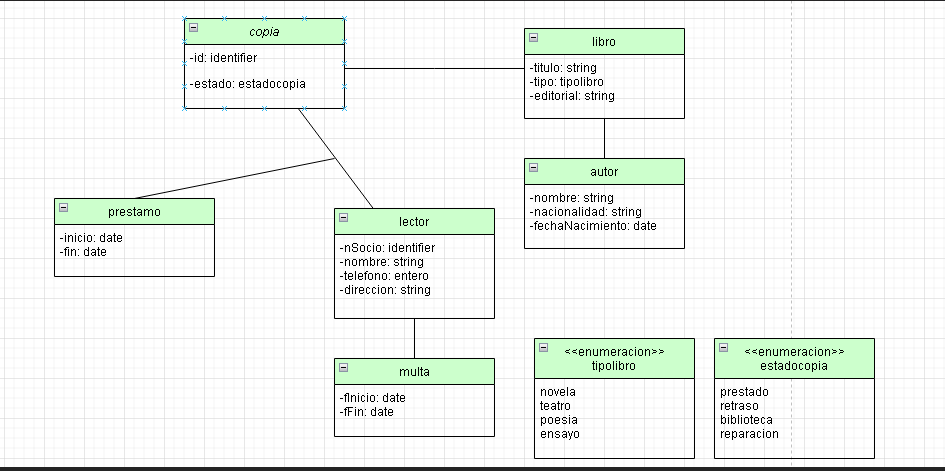 copia
-id: identifier
-estado: estadocopia
libro
-titulo: string
-tipo: tipolibro
-editorial: string
autor
-nombre: string
-nacionalidad: string
-fechaNacimiento: date
prestamo
-inicio: date
-fin: date
lector
-nSocio: identifier
-nombre: string
-telefono: entero
-direccion: string
multa
-fInicio: date
-fFin: date
<<enumeracion>>
tipolibro
novela
teatro
poesia
ensayo
<<enumeracion>>
estadocopia
prestado
retraso
biblioteca
reparacion